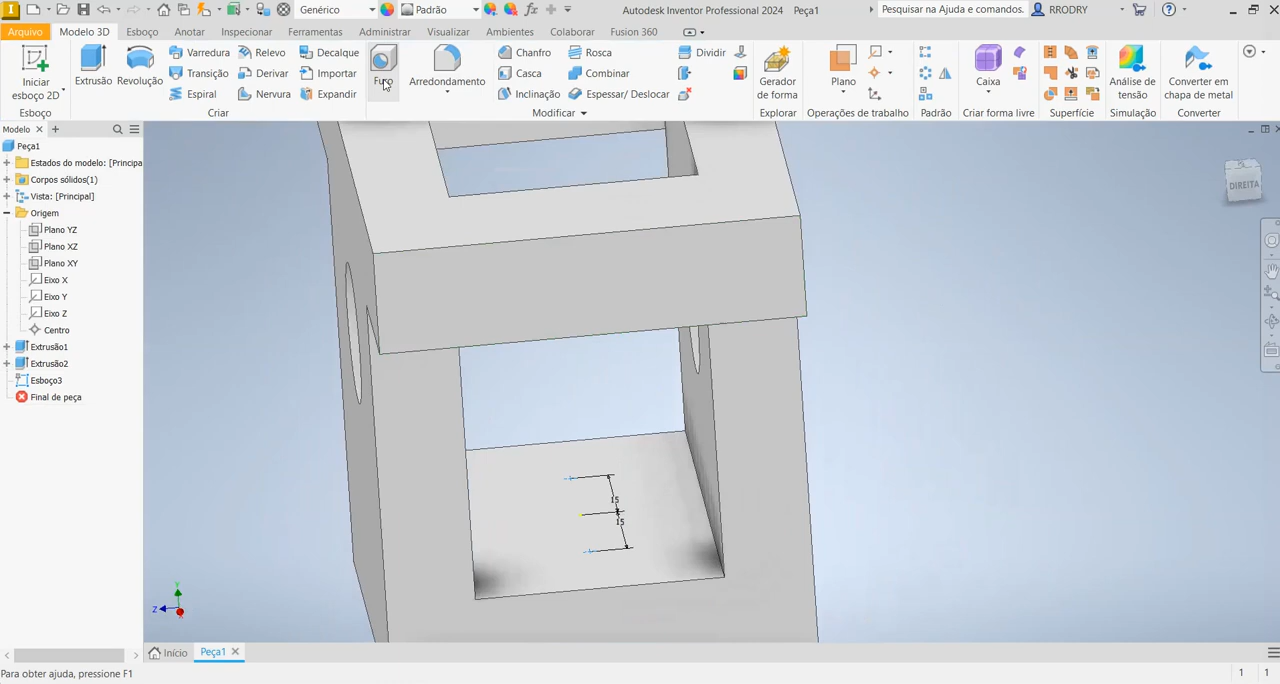 Genérico
Padrão
Autodesk Inventor Professional 2024   Peça1
Pesquisar na Ajuda e comandos.
RRODRY
Arquivo
Modelo 3D
Esboço
Anotar
Inspecionar
Ferramentas
Administrar
Visualizar
Ambientes
Colaborar
Fusion 360
Iniciar
esboço 2D
Esboço
Extrusão
Revolução
Varredura
Transição
Espiral
Relevo
Derivar
Nervura
Decalque
Importar
Expandir
Criar
Furo
Arredondamento
Chanfro
Casca
Inclinação
Rosca
Combinar
Espessar/ Deslocar
Dividir
Modificar
Gerador
de forma
Explorar
Plano
Operações de trabalho
Padrão
Caixa
Criar forma livre
Superfície
Análise de
tensão
Simulação
Converter em
chapa de metal
Converter
Modelo
Peça1
Estados do modelo: [Principa
Corpos sólidos(1)
Vista: [Principal]
Origem
Plano YZ
Plano XZ
Plano XY
Eixo X
Eixo Y
Eixo Z
Centro
Extrusão1
Extrusão2
Esboço3
Final de peça
DIREITA
15
15
Y
Z
X
Início
Peça1
Para obter ajuda, pressione F1
1
1